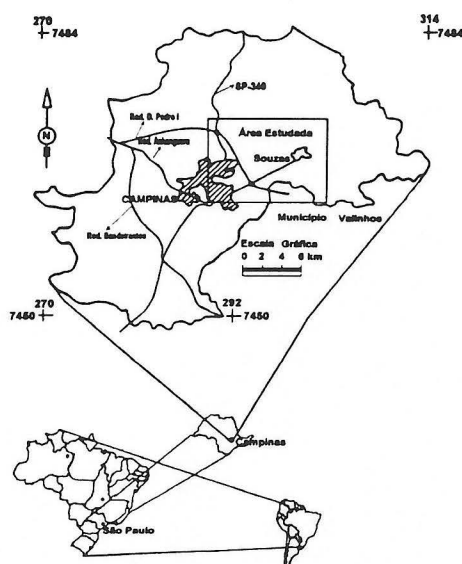 270
7484
314
7484
SP-340
Rod. D. Pedro I
Rod. Anhanguera
Área Estudada
Souzas
N
CAMPINAS
Município Valinhos
Rod. Bandeirantes
Escala Gráfica
0 2 4 6 km
270
7450
292
7450
Campinas
São Paulo